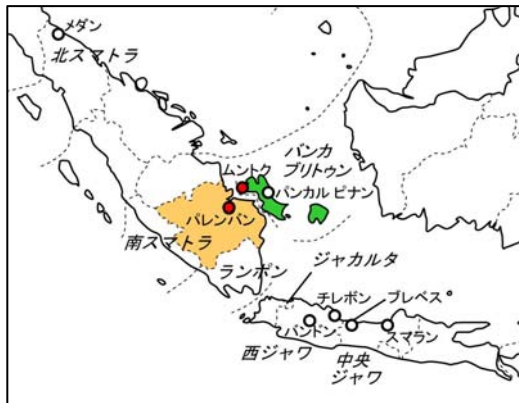 メダン
北スマトラ
バンカ
ブリトゥン
ムントク
パンカルピナン
パレンバン
南スマトラ
ランポン
ジャカルタ
チレボン
ブレベス
バンドン
スマラン
西ジャワ
中央
ジャワ